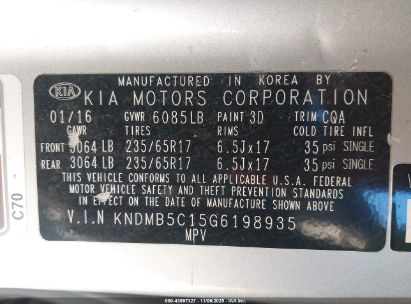 MANUFACTURED IN KOREA BY
KIA KIA MOTORS CORPORATION
01/16 GVWR 6085LB PAINT 3D TRIM CQA
GAWR TIRES RIMS COLD TIRE INFL
FRONT 3064 LB 235/65R17 6.5Jx17 35 psi SINGLE
REAR 3064 LB 235/65R17 6.5Jx17 35 psi SINGLE
THIS VEHICLE CONFORMS TO ALL APPLICABLE U.S.A. FEDERAL
MOTOR VEHICLE SAFETY, BUMPER, AND THEFT PREVENTION
STANDARDS IN EFFECT ON THE DATE OF MANUFACTURE
SHOWN ABOVE.
V.I.N KNDMB5C15G6198935
MPV
C70